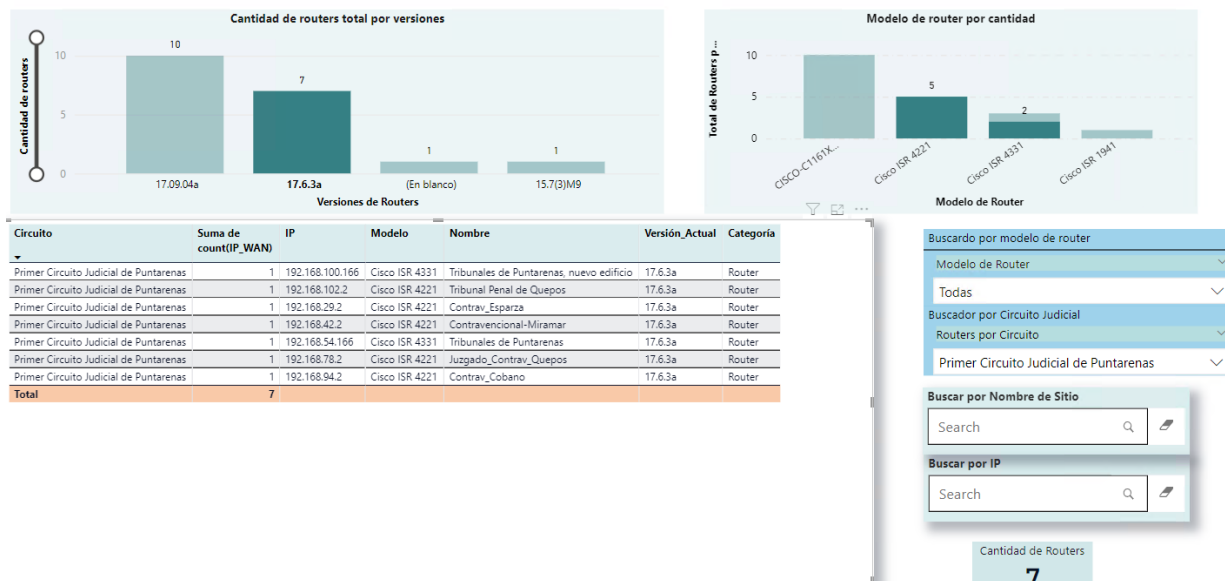 Cantidad de routers total por versiones
Cantidad de routers
10
5
0
10
7
1
1
17.09.04a
17.6.3a
(En blanco)
15.7(3)M9
Versiones de Routers
Modelo de router por cantidad
Total de Routers p...
10
5
0
5
2
CISCO-C1161X...
Cisco ISR 4221
Cisco ISR 4331
Cisco ISR 1941
Modelo de Router
Circuito Suma de count(IP_WAN) IP Modelo Nombre Versión_Actual Categoría
Primer Circuito Judicial de Puntarenas 1 192.168.100.166 Cisco ISR 4331 Tribunales de Puntarenas, nuevo edificio 17.6.3a Router
Primer Circuito Judicial de Puntarenas 1 192.168.102.2 Cisco ISR 4221 Tribunal Penal de Quepos 17.6.3a Router
Primer Circuito Judicial de Puntarenas 1 192.168.29.2 Cisco ISR 4221 Contrav_Esparza 17.6.3a Router
Primer Circuito Judicial de Puntarenas 1 192.168.42.2 Cisco ISR 4221 Contravencional-Miramar 17.6.3a Router
Primer Circuito Judicial de Puntarenas 1 192.168.54.166 Cisco ISR 4331 Tribunales de Puntarenas 17.6.3a Router
Primer Circuito Judicial de Puntarenas 1 192.168.78.2 Cisco ISR 4221 Juzgado_Contrav_Quepos 17.6.3a Router
Primer Circuito Judicial de Puntarenas 1 192.168.94.2 Cisco ISR 4221 Contrav_Cobano 17.6.3a Router
Total 7
Buscardo por modelo de router
Modelo de Router
Todas
Buscador por Circuito Judicial
Routers por Circuito
Primer Circuito Judicial de Puntarenas
Buscar por Nombre de Sitio
Search
Buscar por IP
Search
Cantidad de Routers
7